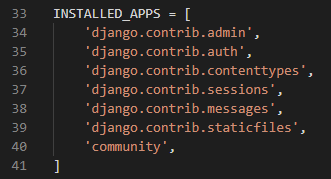 33 INSTALLED_APPS = [
34     'django.contrib.admin',
35     'django.contrib.auth',
36     'django.contrib.contenttypes',
37     'django.contrib.sessions',
38     'django.contrib.messages',
39     'django.contrib.staticfiles',
40     'community',
41 ]